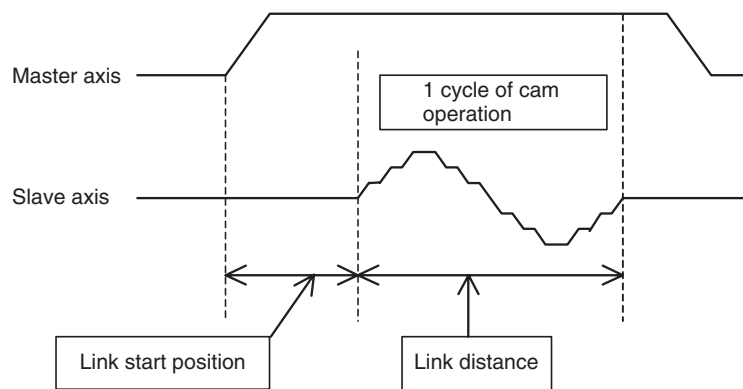 Master axis
1 cycle of cam
operation
Slave axis
Link start position
Link distance